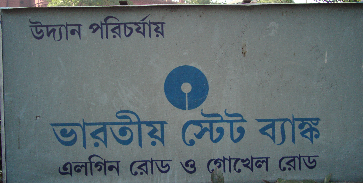 উদ্যান পরিচর্যায়
ভারতীয় স্টেট ব্যাঙ্ক
এলগিন রোড ও গোখেল রোড